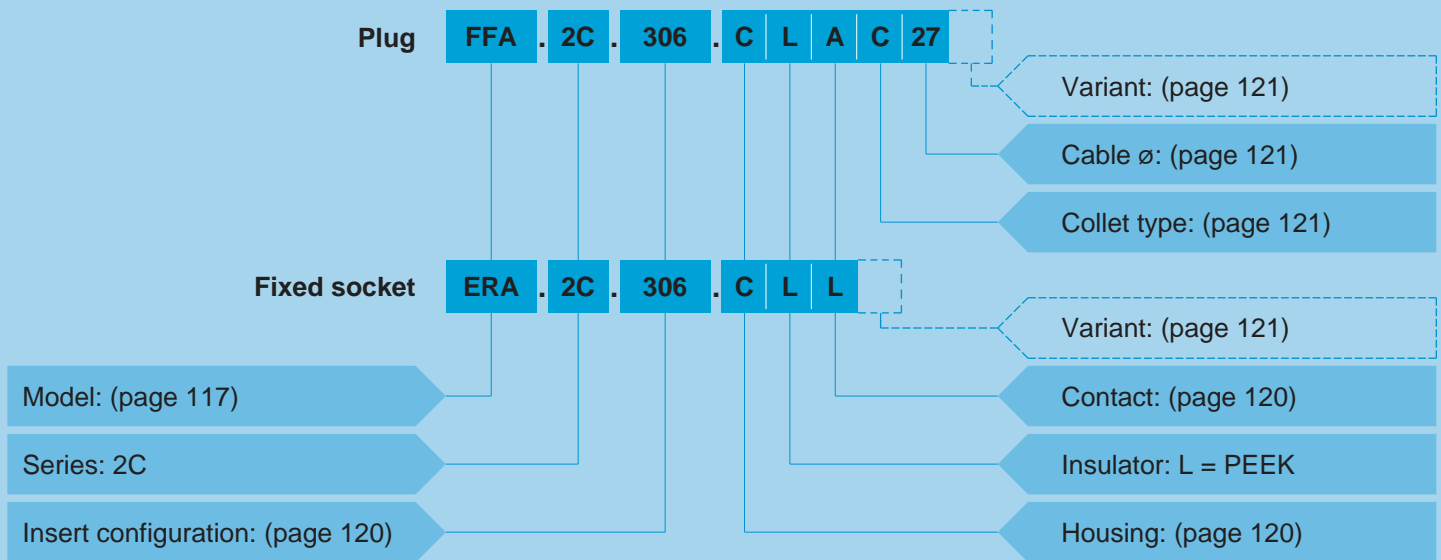 Plug FFA . 2C . 306 . C L A C 27
Variant: (page 121)
Cable ø: (page 121)
Collet type: (page 121)
Fixed socket ERA . 2C . 306 . C L L
Variant: (page 121)
Model: (page 117)
Contact: (page 120)
Series: 2C
Insulator: L = PEEK
Insert configuration: (page 120)
Housing: (page 120)